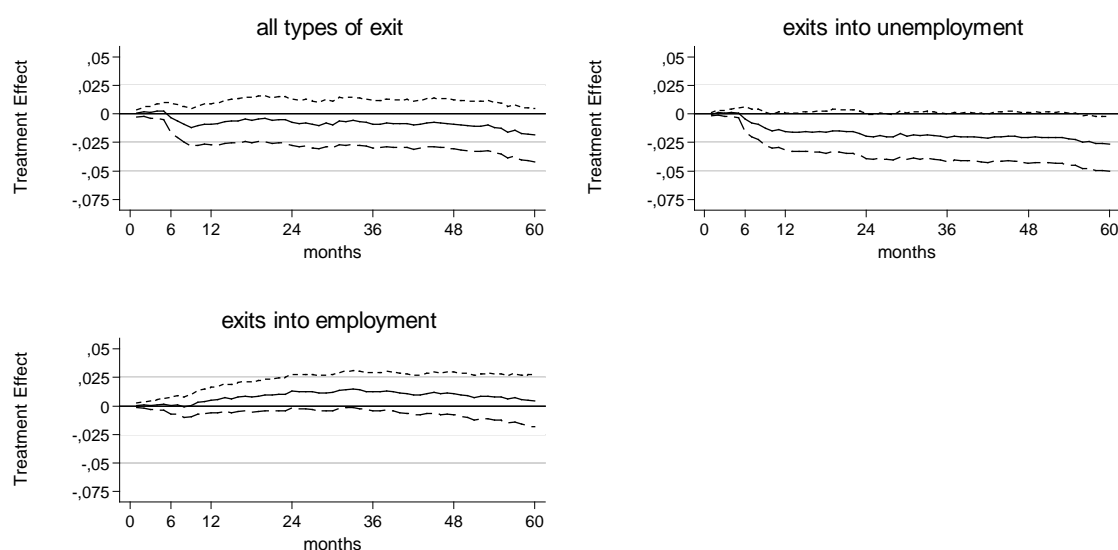 all types of exit
Treatment Effect
,05
,025
0
-,025
-,05
-,075
0 6 12 24 36 48 60
months
exits into unemployment
Treatment Effect
,05
,025
0
-,025
-,05
-,075
0 6 12 24 36 48 60
months
exits into employment
Treatment Effect
,05
,025
0
-,025
-,05
-,075
0 6 12 24 36 48 60
months